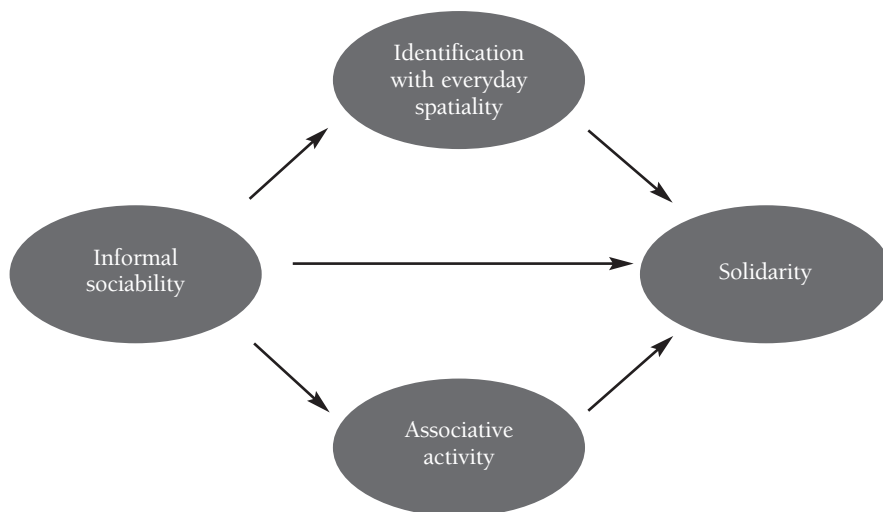 Identification
with everyday
spatiality
Informal
sociability
Solidarity
Associative
activity